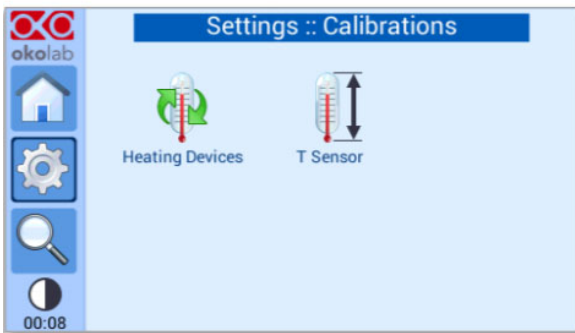 Settings :: Calibrations
okolab
Heating Devices
T Sensor
00:08